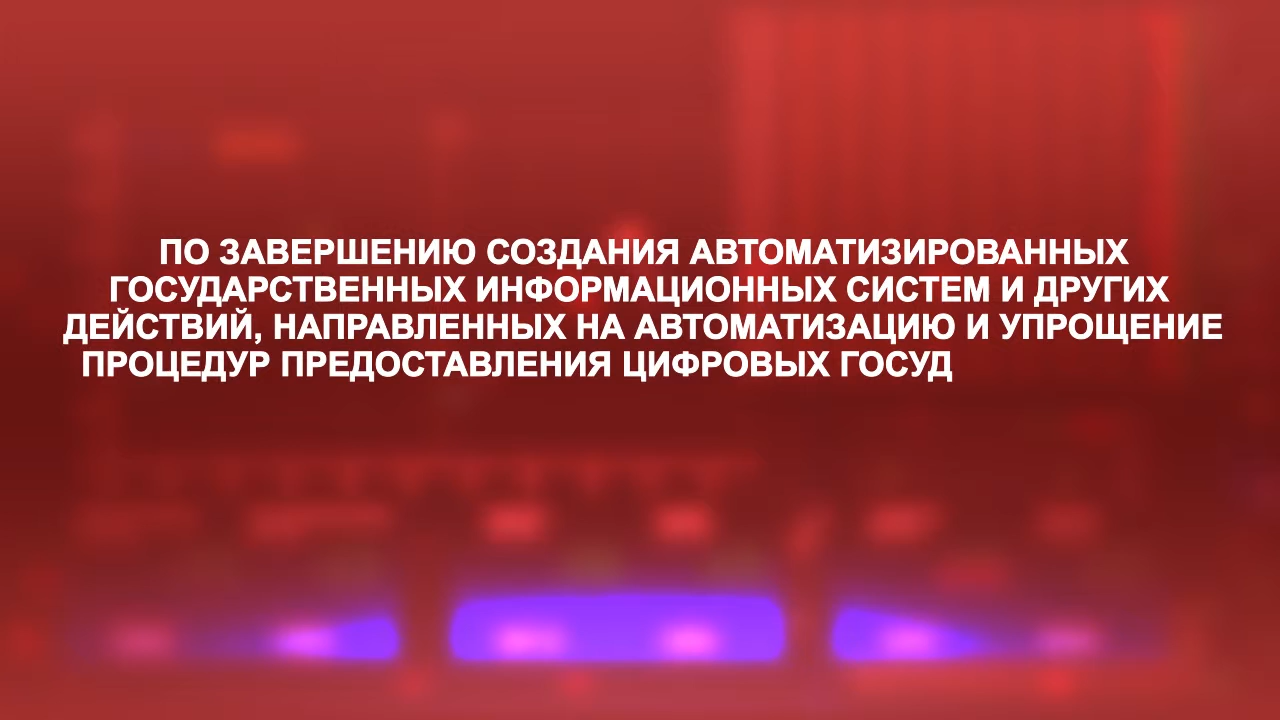 ПО ЗАВЕРШЕНИЮ СОЗДАНИЯ АВТОМАТИЗИРОВАННЫХ
ГОСУДАРСТВЕННЫХ ИНФОРМАЦИОННЫХ СИСТЕМ И ДРУГИХ
ДЕЙСТВИЙ, НАПРАВЛЕННЫХ НА АВТОМАТИЗАЦИЮ И УПРОЩЕНИЕ
ПРОЦЕДУР ПРЕДОСТАВЛЕНИЯ ЦИФРОВЫХ ГОСУД